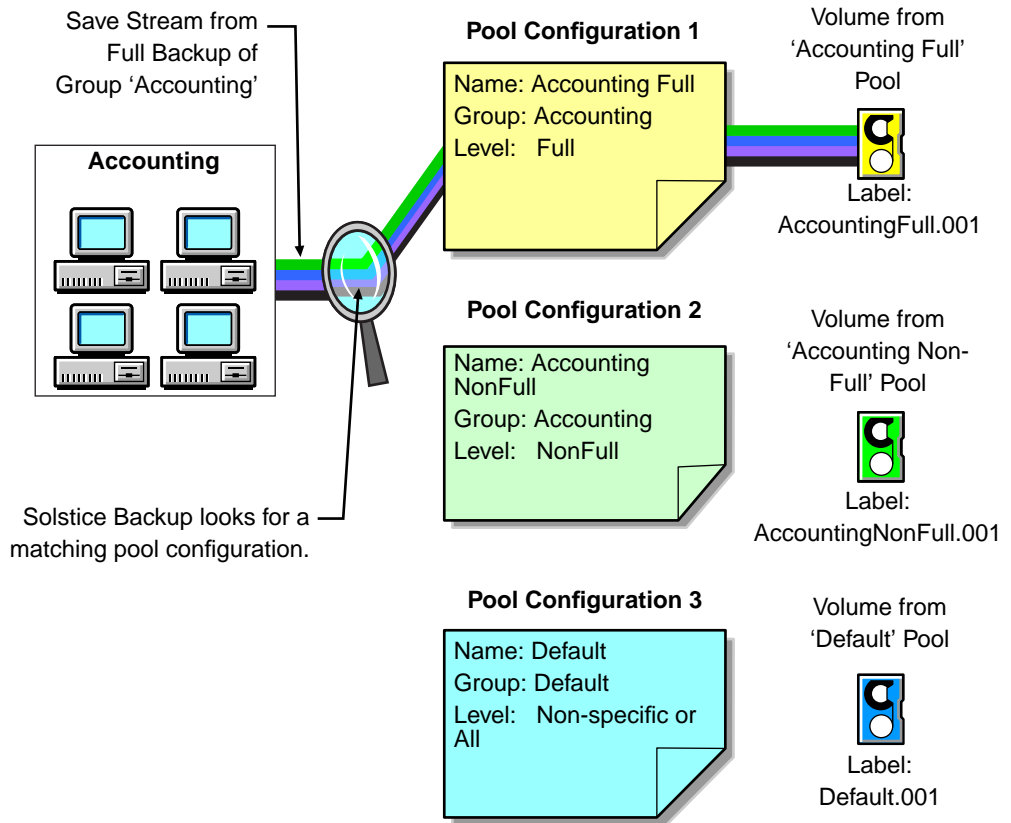 Save Stream from
Full Backup of
Group ‘Accounting’
Accounting
Solstice Backup looks for a
matching pool configuration.
Pool Configuration 1
Name: Accounting Full
Group: Accounting
Level: Full
Volume from
‘Accounting Full’
Pool
Label:
AccountingFull.001
Pool Configuration 2
Name: Accounting
NonFull
Group: Accounting
Level: NonFull
Volume from
‘Accounting Non-
Full’ Pool
Label:
AccountingNonFull.001
Pool Configuration 3
Name: Default
Group: Default
Level: Non-specific or
All
Volume from
‘Default’ Pool
Label:
Default.001